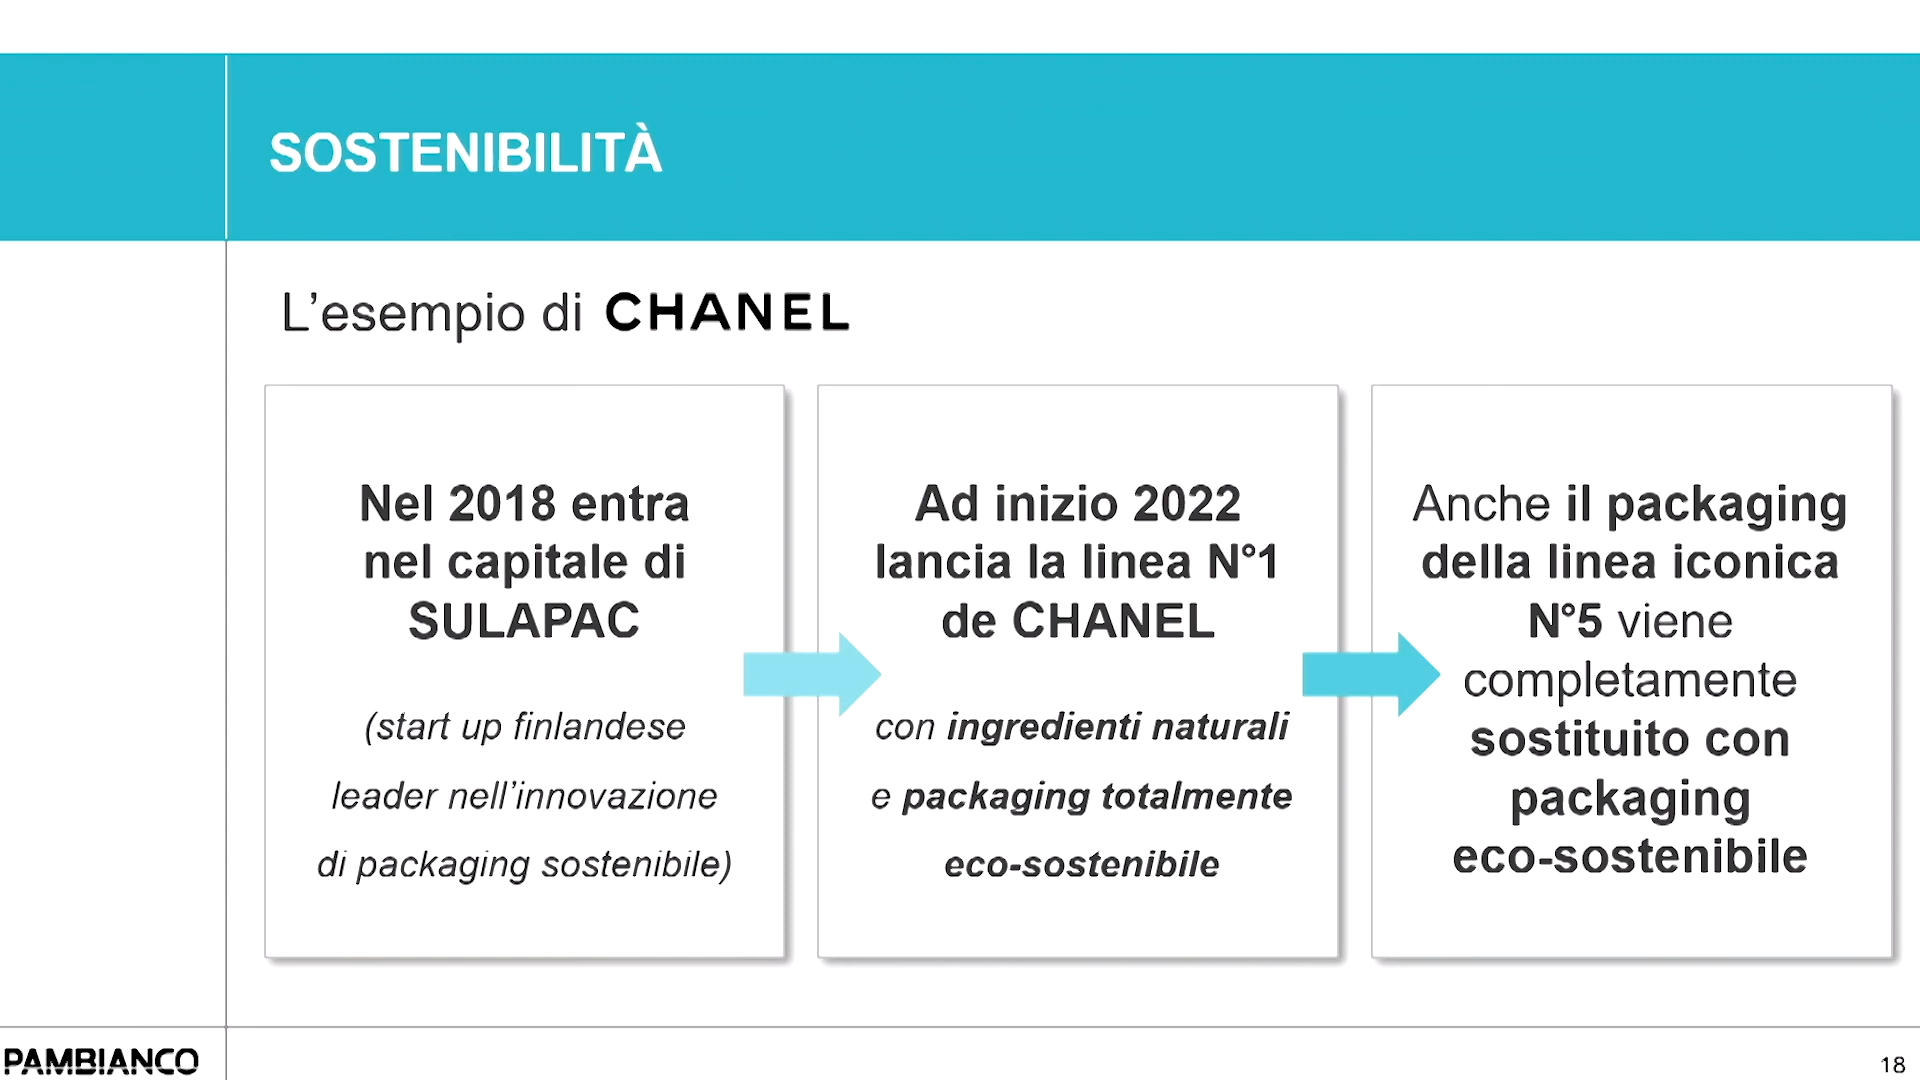 SOSTENIBILITÀ
L’esempio di CHANEL
Nel 2018 entra
nel capitale di
SULAPAC
(start up finlandese
leader nell’innovazione
di packaging sostenibile)
Ad inizio 2022
lancia la linea N°1
de CHANEL
con ingredienti naturali
e packaging totalmente
eco-sostenibile
Anche il packaging
della linea iconica
N°5 viene
completamente
sostituito con
packaging
eco-sostenibile
PAMBIANCO
18